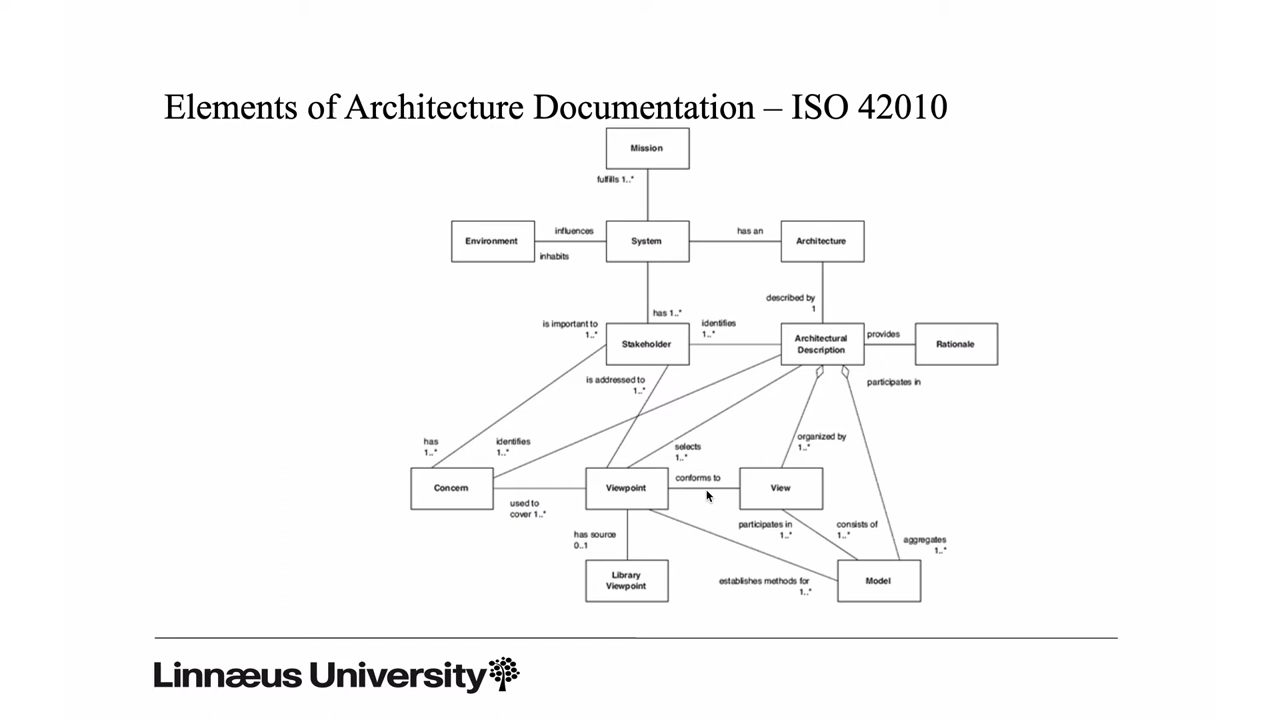 Elements of Architecture Documentation – ISO 42010
Mission
fulfills 1..*
influences
has an
Environment
System
Architecture
inhabits
described by
1
has 1..*
is important to
1..*
identifies
1..*
Stakeholder
Architectural
Description
provides
Rationale
is addressed to
1..*
participates in
has
1..*
identifies
1..*
selects
1..*
organized by
1..*
conforms to
Concern
Viewpoint
View
used to
cover 1..*
participates in
1..*
consists of
1..*
has source
0..1
aggregates
1..*
Library
Viewpoint
establishes methods for
1..*
Model
Linnæus University